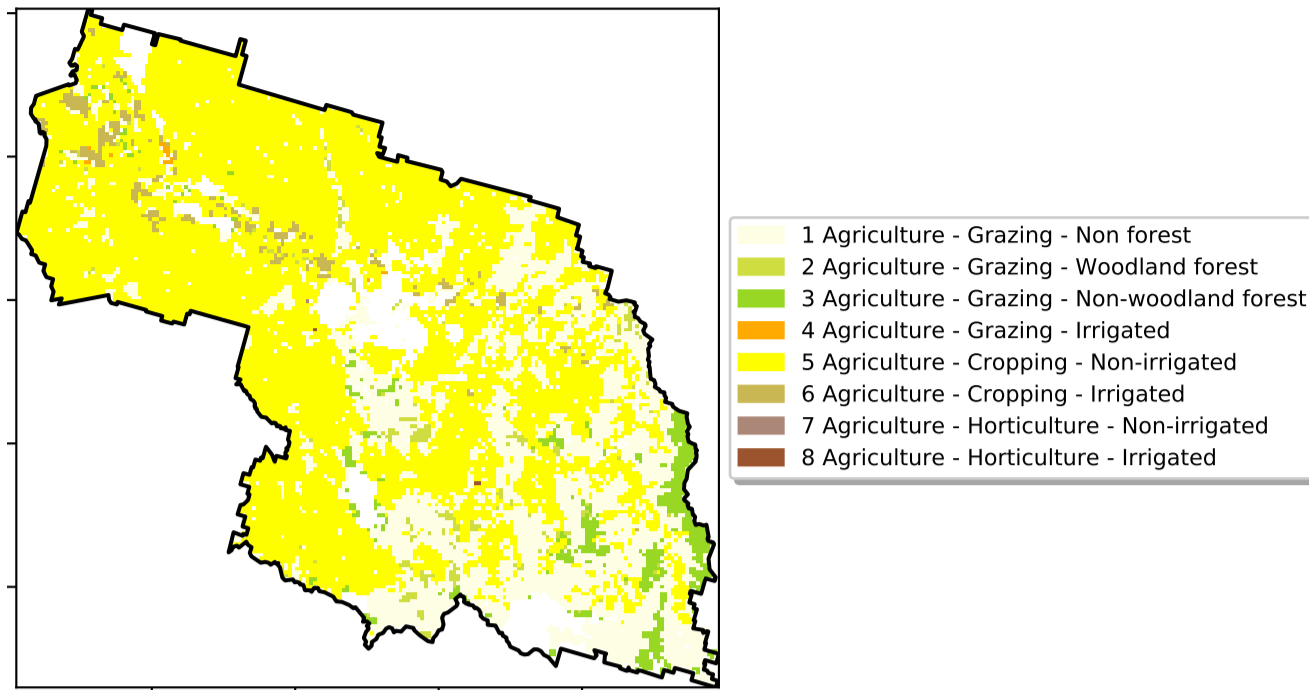 1 Agriculture - Grazing - Non forest
2 Agriculture - Grazing - Woodland forest
3 Agriculture - Grazing - Non-woodland forest
4 Agriculture - Grazing - Irrigated
5 Agriculture - Cropping - Non-irrigated
6 Agriculture - Cropping - Irrigated
7 Agriculture - Horticulture - Non-irrigated
8 Agriculture - Horticulture - Irrigated